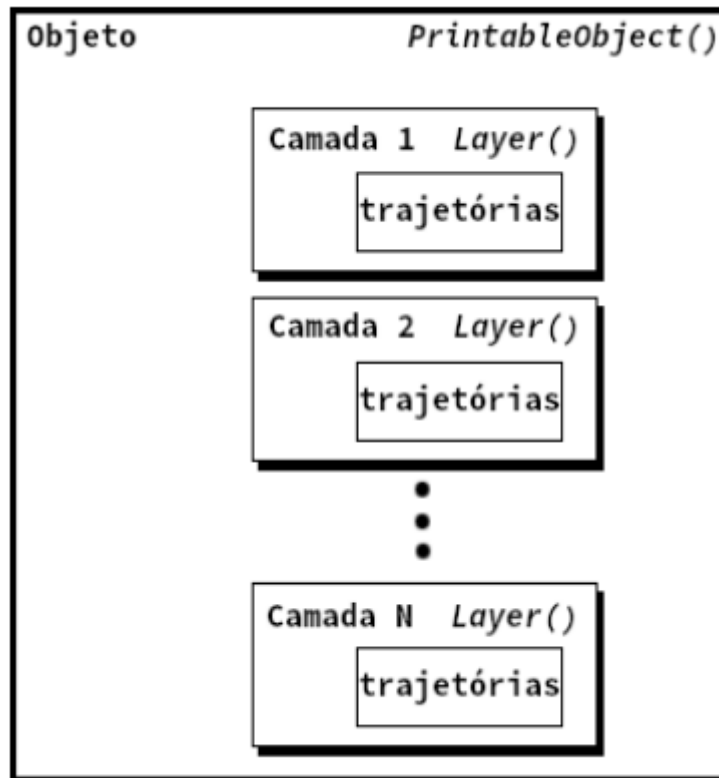 Objeto PrintableObject()
Camada 1 Layer()
trajetórias
Camada 2 Layer()
trajetórias
Camada N Layer()
trajetórias